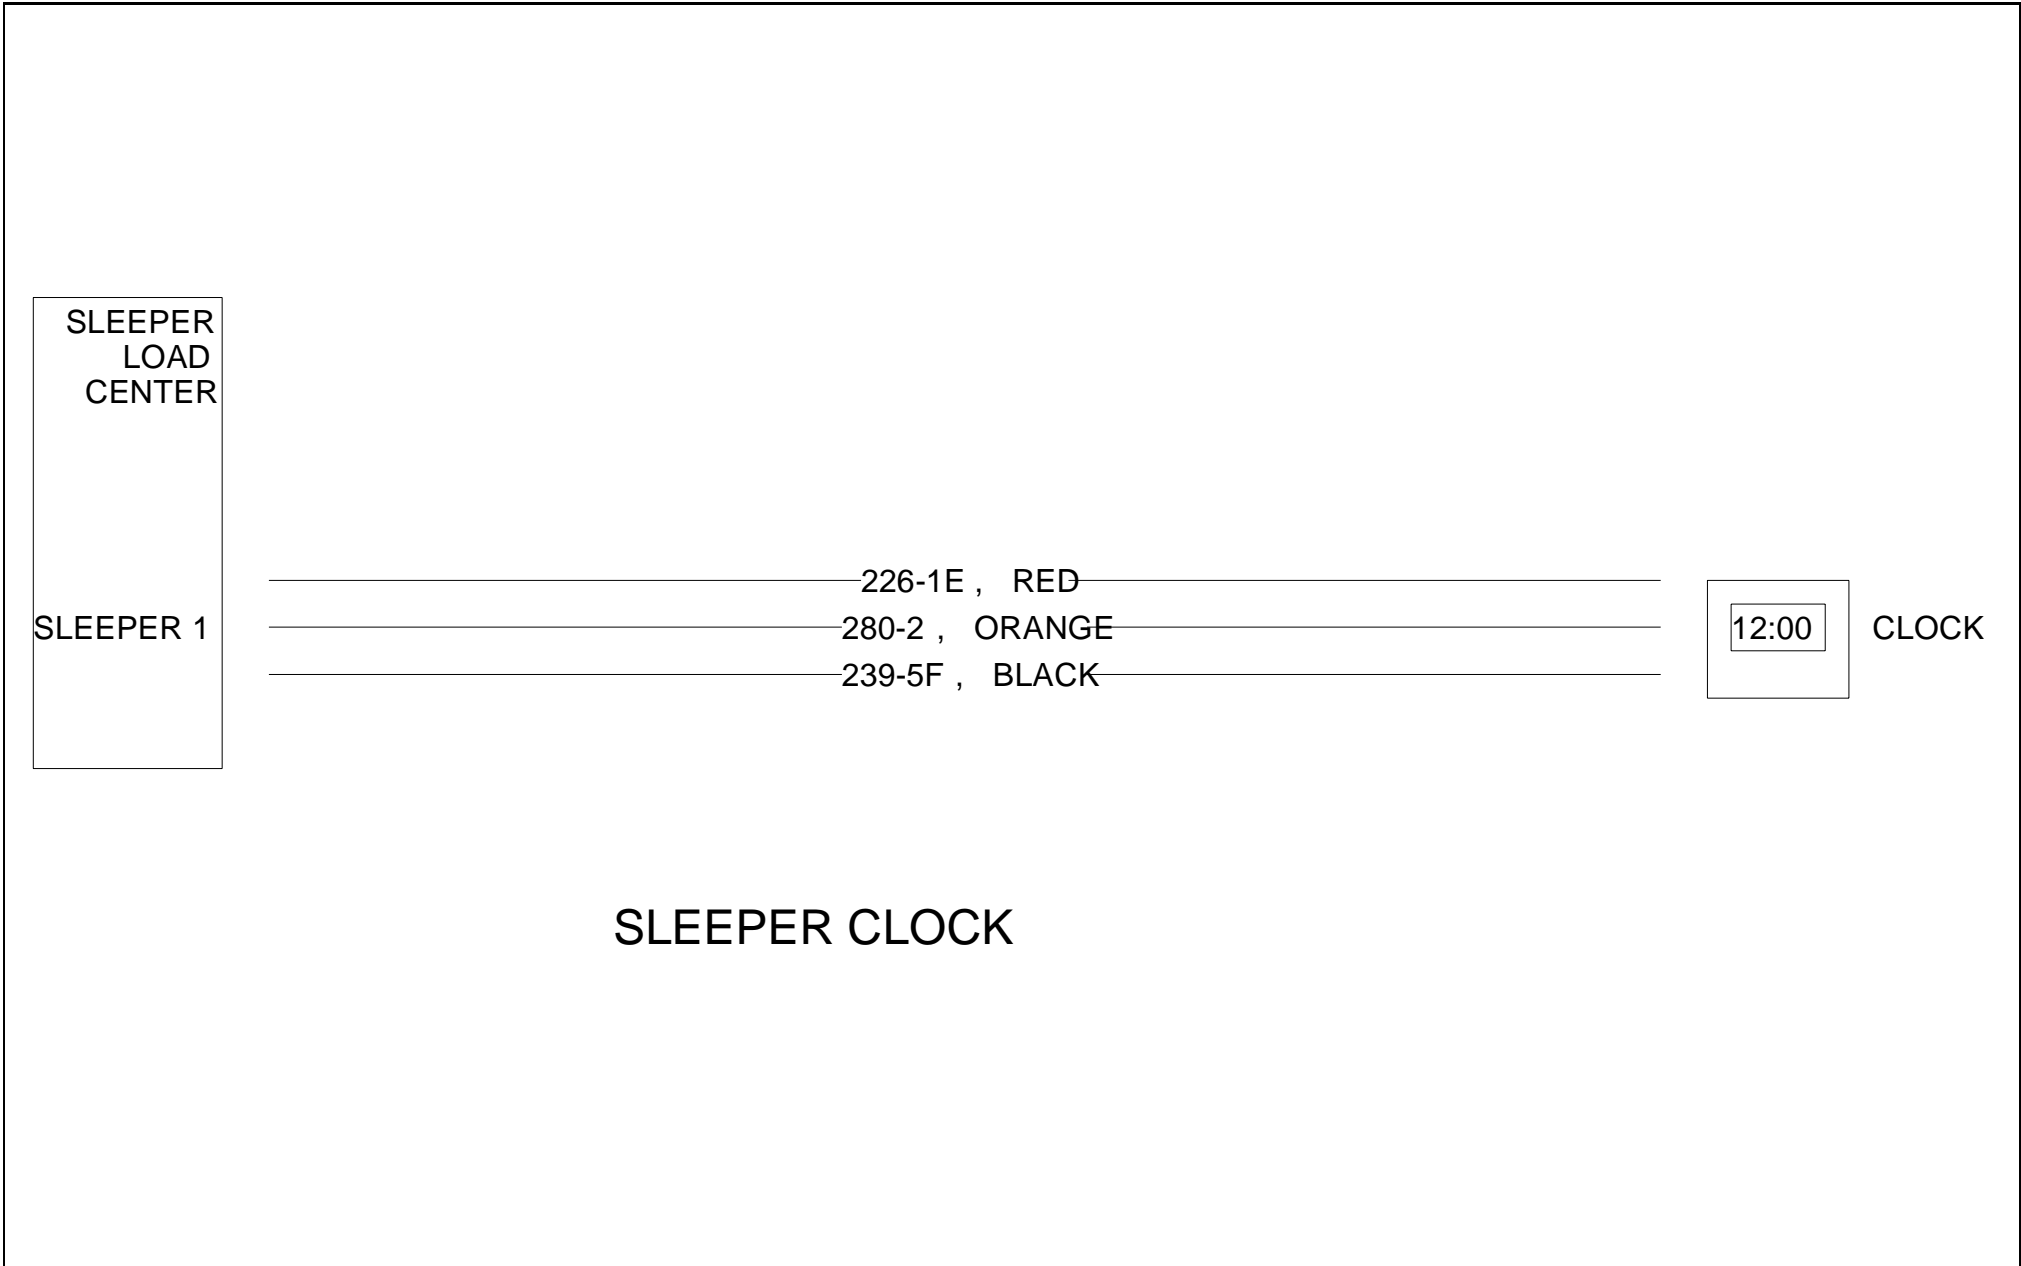 SLEEPER
LOAD
CENTER
226-1E , RED
SLEEPER 1 280-2 , ORANGE 12:00 CLOCK
239-5F , BLACK
SLEEPER CLOCK